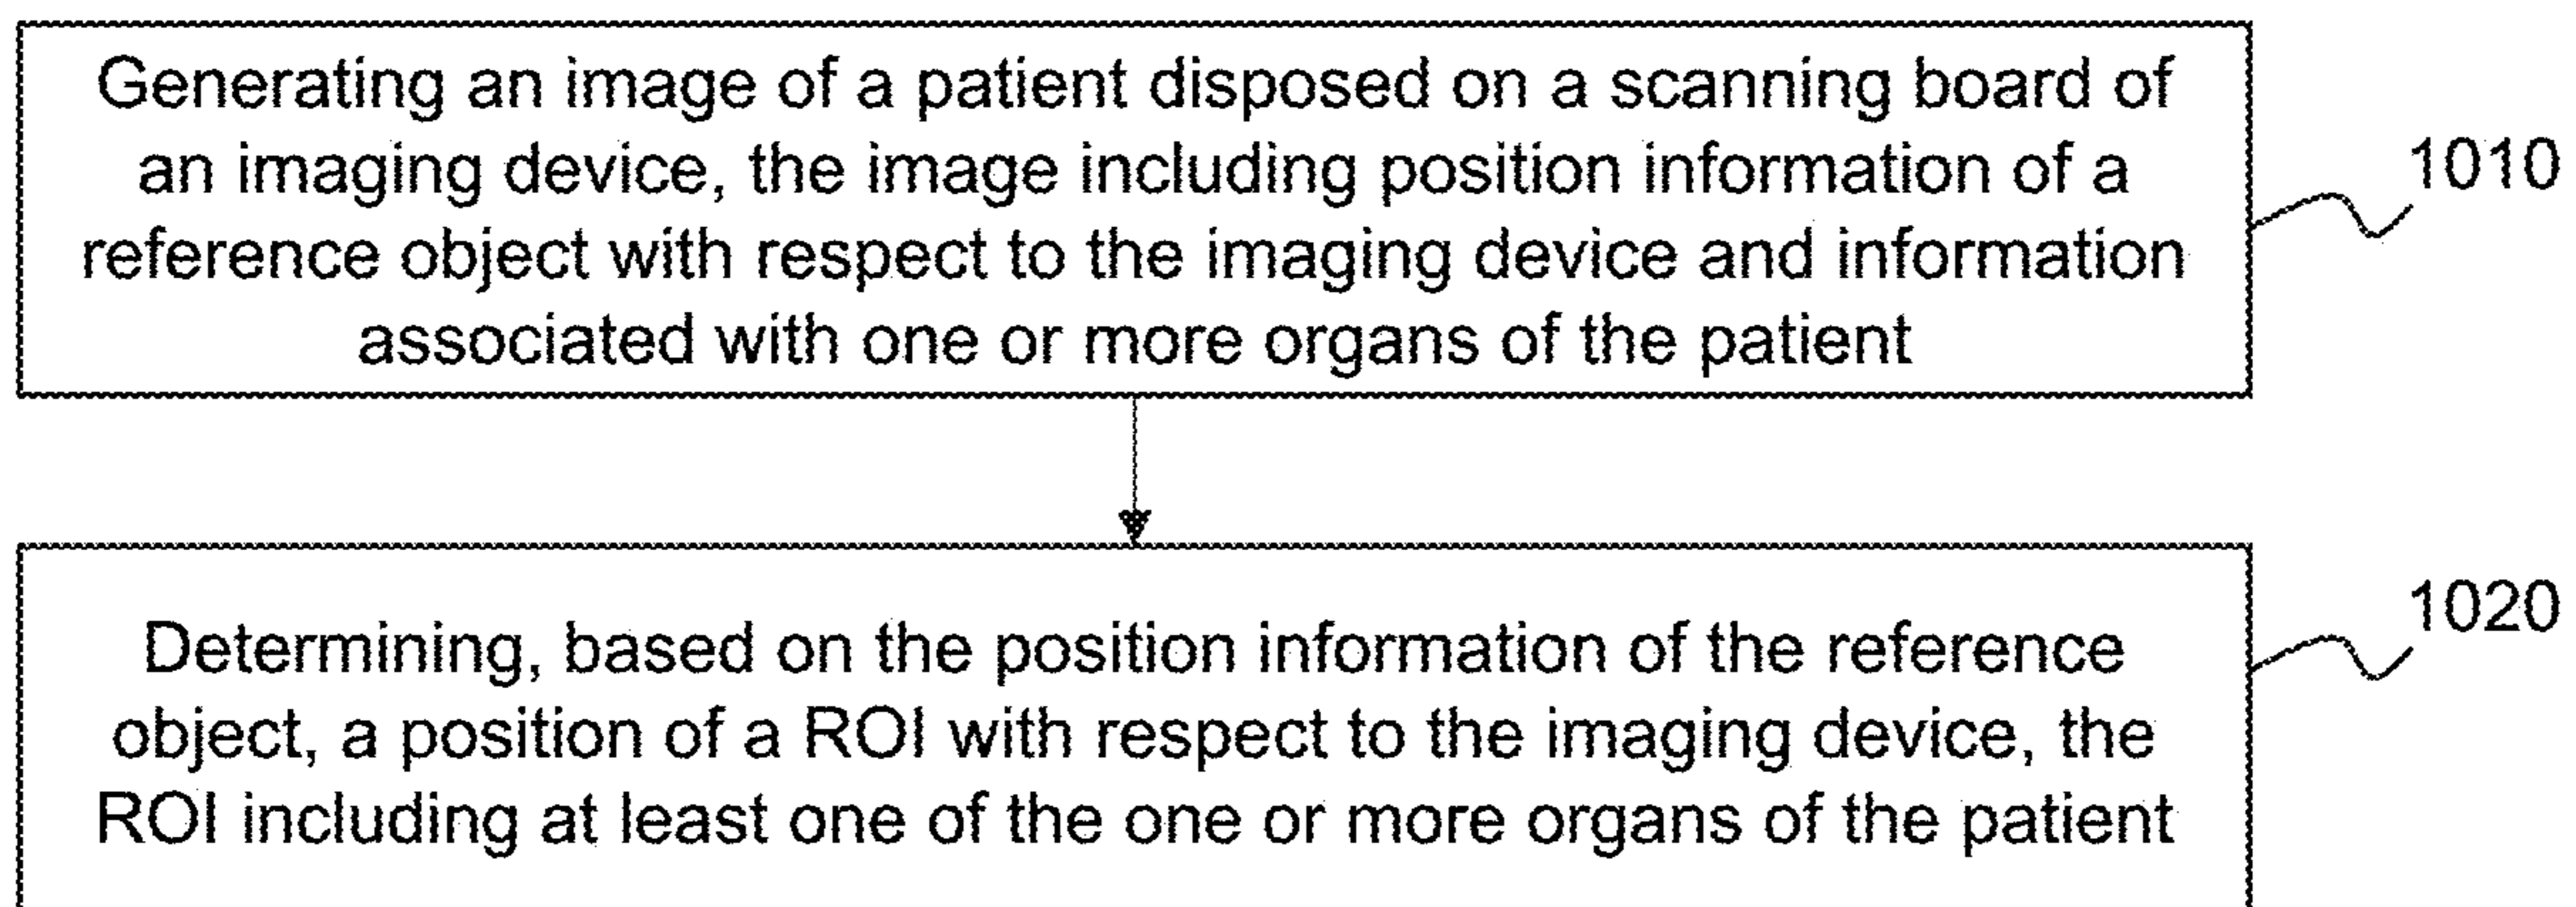 Generating an image of a patient disposed on a scanning board of
an imaging device, the image including position information of a
reference object with respect to the imaging device and information
associated with one or more organs of the patient
1010
Determining, based on the position information of the reference
object, a position of a ROI with respect to the imaging device, the
ROI including at least one of the one or more organs of the patient
1020